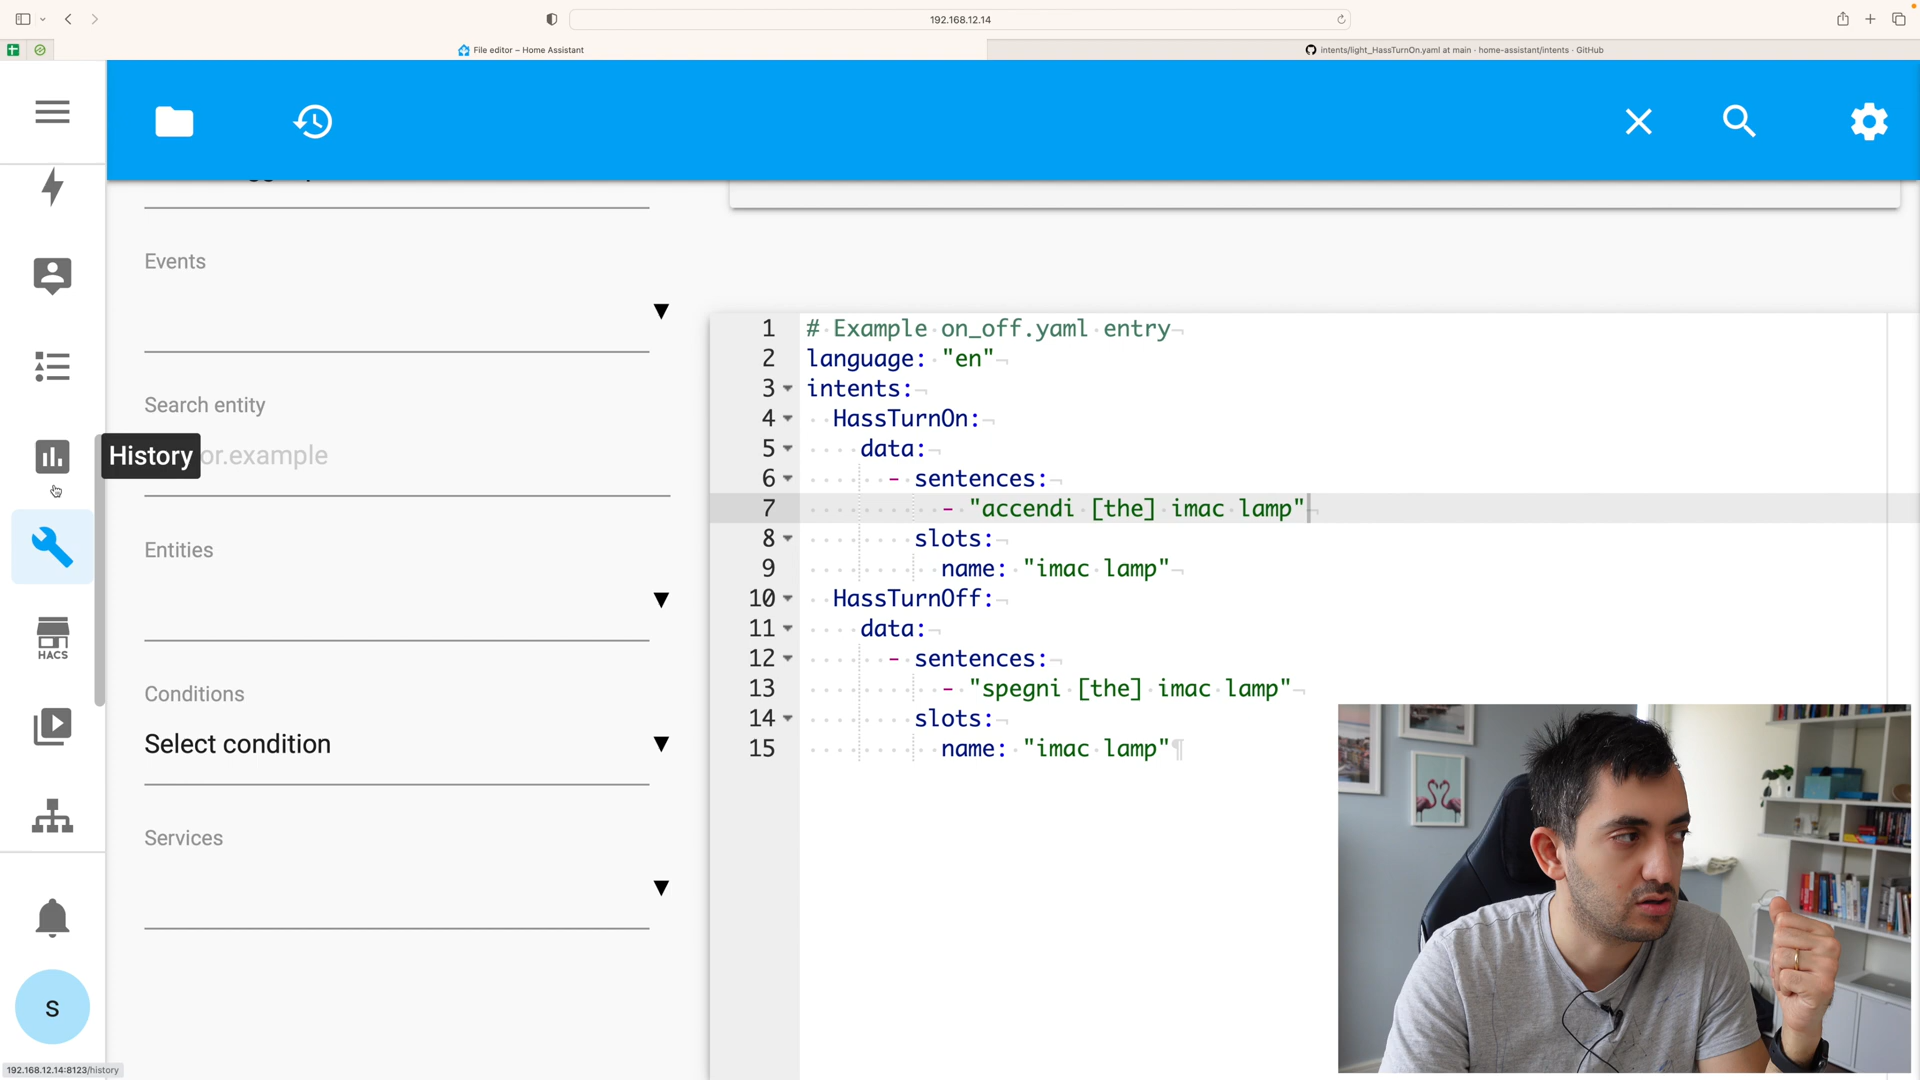 192.168.12.14
File editor – Home Assistant
intents/light_HassTurnOn.yaml at main · home-assistant/intents · GitHub
Events
Search entity
History
or.example
Entities
HACS
Conditions
Select condition
Services
S
192.168.12.14:8123/history
1 # Example on_off.yaml entry
2 language: "en"
3 intents:
4 HassTurnOn:
5 data:
6 - sentences:
7 - "accendi [the] imac lamp"
8 slots:
9 name: "imac lamp"
10 HassTurnOff:
11 data:
12 - sentences:
13 - "spegni [the] imac lamp"
14 slots:
15 name: "imac lamp"